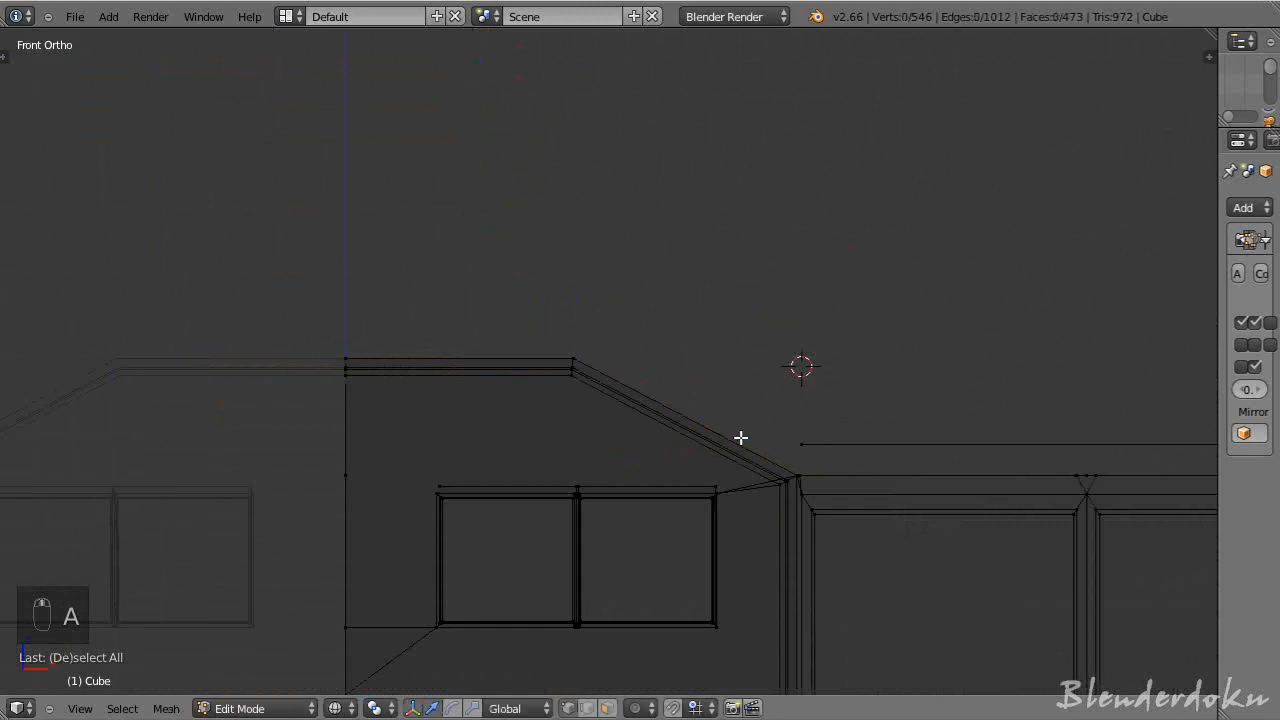 File Add Render Window Help Default Scene Blender Render v2.66 | Verts:0/546 | Edges:0/1012 | Faces:0/473 | Tris:972 | Cube
Front Ortho
Add
A Co
0.
Mirror
A
Last: (De)select All
(1) Cube
View Select Mesh Edit Mode Global
Blenderdoku